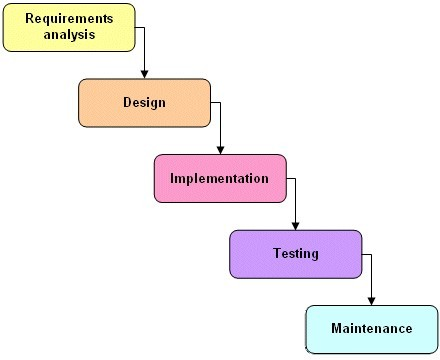 Requirements
analysis
Design
Implementation
Testing
Maintenance